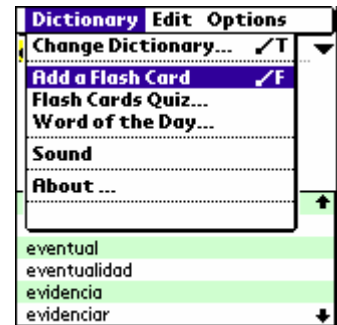 Dictionary Edit Options
Change Dictionary... /T
Add a Flash Card /F
Flash Cards Quiz...
Word of the Day...
Sound
About ...
eventual
eventualidad
evidencia
evidenciar